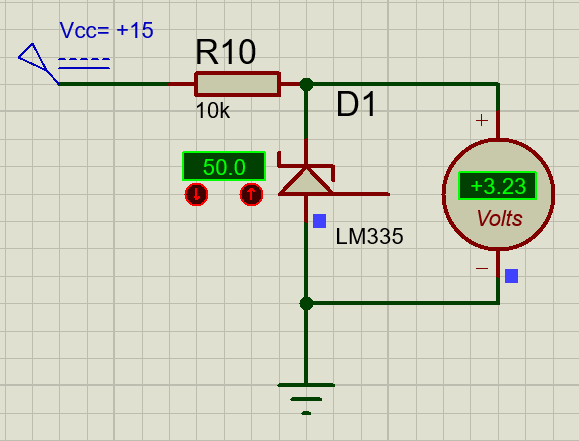 Vcc= +15
R10
10k
D1
50.0
LM335
+
+3.23
Volts
−